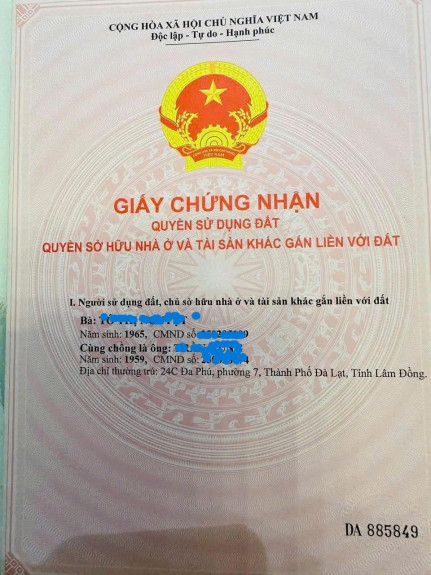 CỘNG HÒA XÃ HỘI CHỦ NGHĨA VIỆT NAM
Độc lập - Tự do - Hạnh phúc
VIỆT NAM
GIẤY CHỨNG NHẬN
QUYỀN SỬ DỤNG ĐẤT
QUYỀN SỞ HỮU NHÀ Ở VÀ TÀI SẢN KHÁC GẮN LIỀN VỚI ĐẤT
I. Người sử dụng đất, chủ sở hữu nhà ở và tài sản khác gắn liền với đất
Bà:
Năm sinh: 1965, CMND số:
Cùng chồng là ông:
Năm sinh: 1959, CMND số:
Địa chỉ thường trú: 24C Đa Phú, phường 7, Thành Phố Đà Lạt, Tỉnh Lâm Đồng.
DA 885849